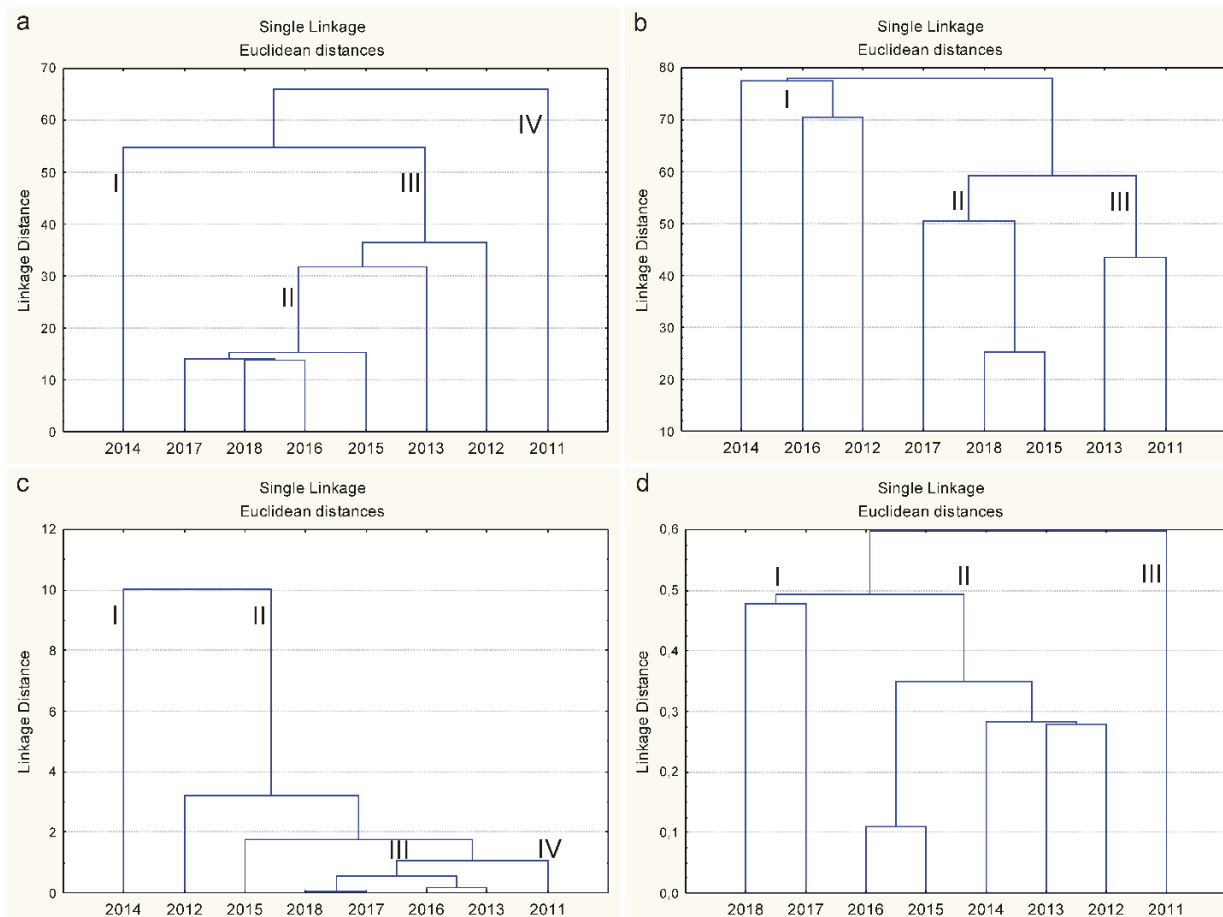 a
Single Linkage
Euclidean distances
70
60
50
40
30
20
10
0
Linkage Distance
I
II
III
IV
2014 2017 2018 2016 2015 2013 2012 2011
b
Single Linkage
Euclidean distances
80
70
60
50
40
30
20
10
Linkage Distance
I
II
III
2014 2016 2012 2017 2018 2015 2013 2011
c
Single Linkage
Euclidean distances
12
10
8
6
4
2
0
Linkage Distance
I
II
III
IV
2014 2012 2015 2018 2017 2016 2013 2011
d
Single Linkage
Euclidean distances
0,6
0,5
0,4
0,3
0,2
0,1
0,0
Linkage Distance
I
II
III
2018 2017 2016 2015 2014 2013 2012 2011